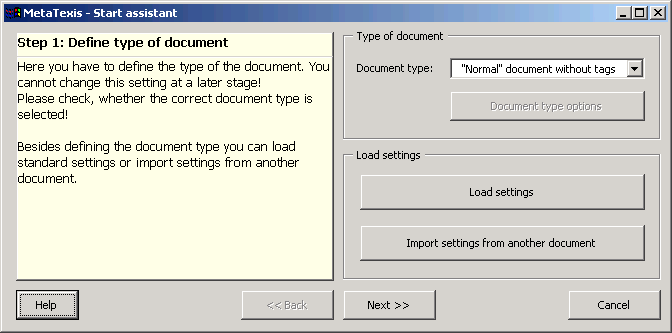 MetaTexis - Start assistant
Step 1: Define type of document
Here you have to define the type of the document. You
cannot change this setting at a later stage!
Please check, whether the correct document type is
selected!
Besides defining the document type you can load
standard settings or import settings from another
document.
Type of document
Document type: "Normal" document without tags
Document type options
Load settings
Load settings
Import settings from another document
Help << Back Next >> Cancel